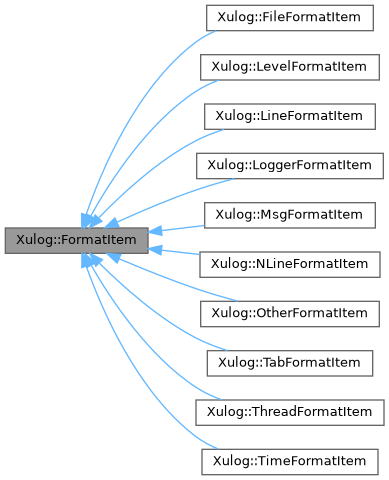 Xulog::FileFormatItem
Xulog::LevelFormatItem
Xulog::LineFormatItem
Xulog::LoggerFormatItem
Xulog::MsgFormatItem
Xulog::FormatItem
Xulog::NLineFormatItem
Xulog::OtherFormatItem
Xulog::TabFormatItem
Xulog::ThreadFormatItem
Xulog::TimeFormatItem